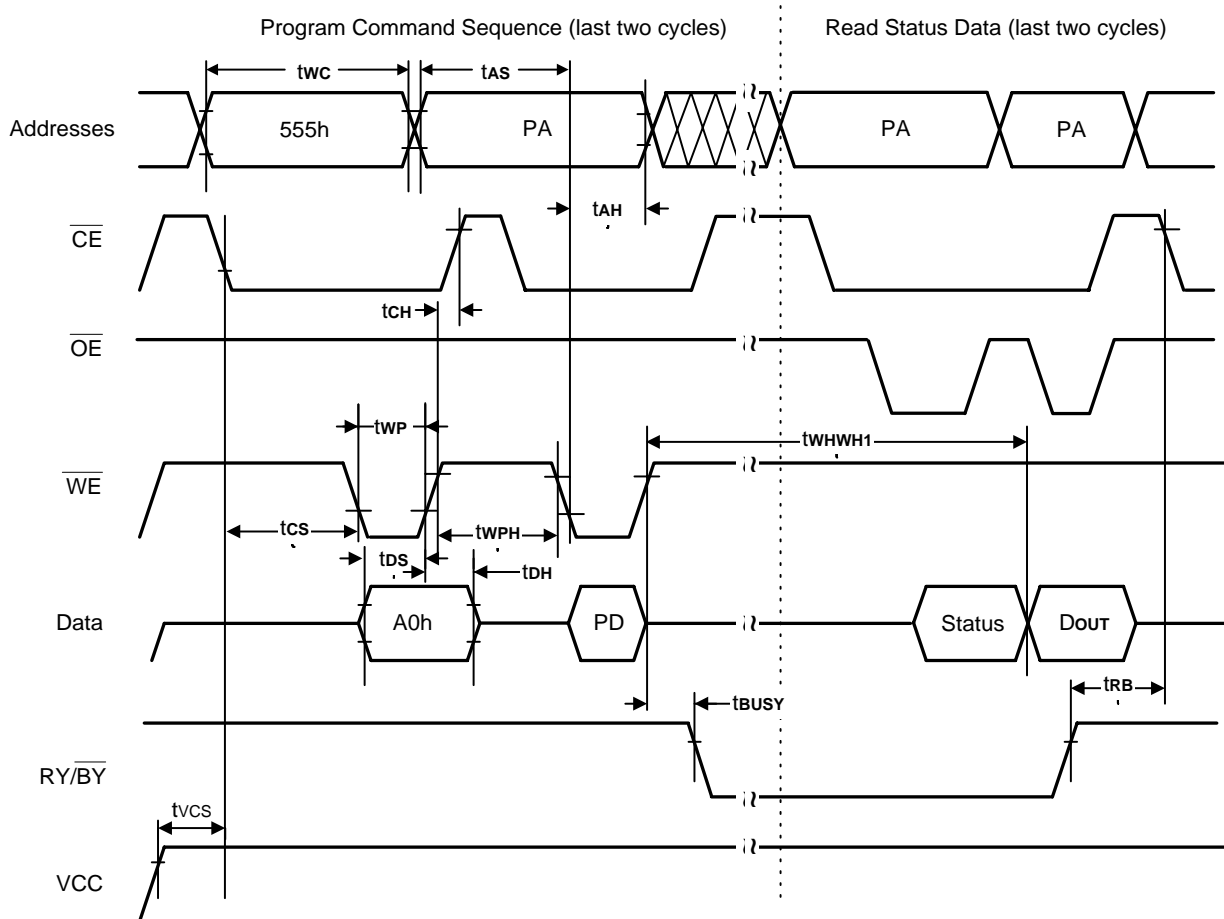 Program Command Sequence (last two cycles) Read Status Data (last two cycles)
tWC tAS
Addresses 555h PA PA PA
tAH
CE
tCH
OE
tWP tWHWH1
WE
tCS tWPH
tDS tDH
Data A0h PD Status DOUT
tBUSY tRB
RY/BY
tVCS
VCC